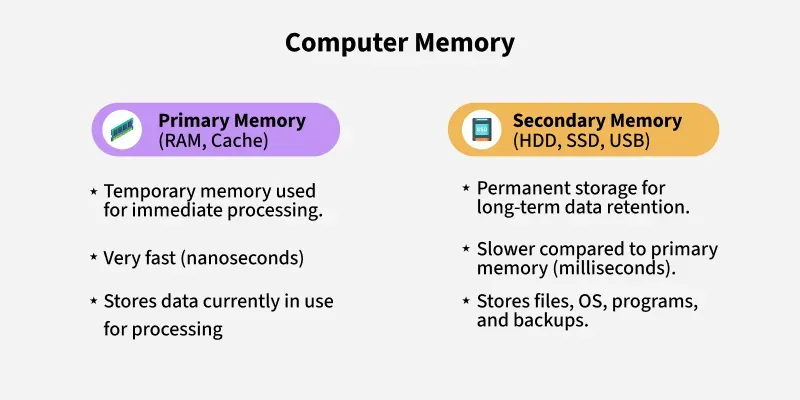 Computer Memory
Primary Memory
(RAM, Cache)
★ Temporary memory used
for immediate processing.
★ Very fast (nanoseconds)
★ Stores data currently in use
for processing
SSD
Secondary Memory
(HDD, SSD, USB)
★ Permanent storage for
long-term data retention.
★ Slower compared to primary
memory (milliseconds).
★ Stores files, OS, programs,
and backups.